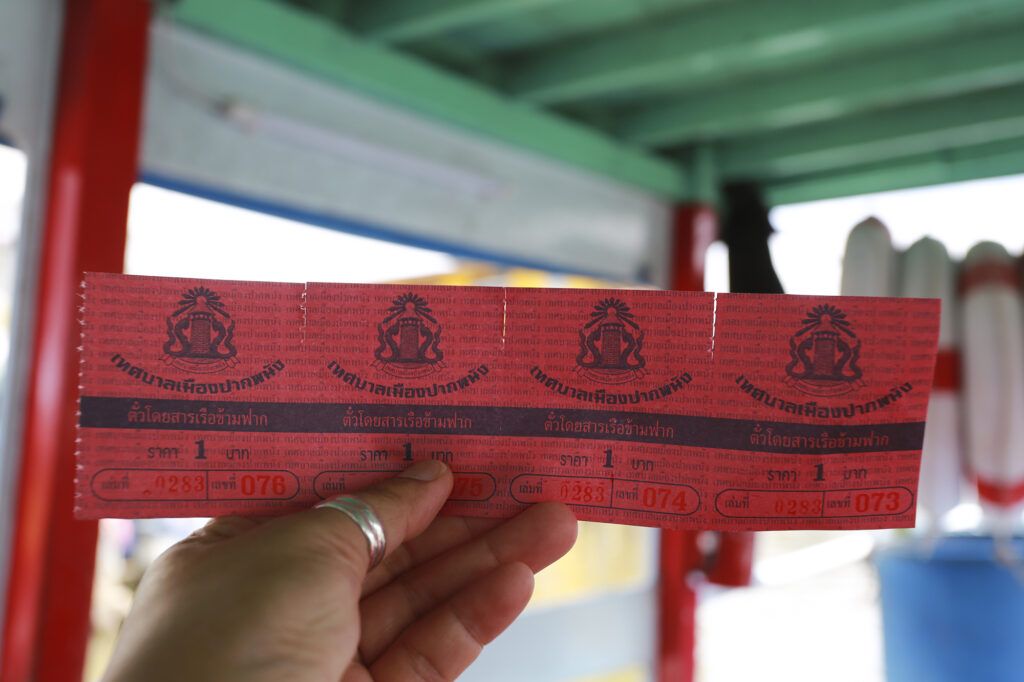 เทศบาลเมืองปากพนัง เทศบาลเมืองปากพนัง เทศบาลเมืองปากพนัง เทศบาลเมืองปากพนัง
ตั๋วโดยสารเรือข้ามฟาก ตั๋วโดยสารเรือข้ามฟาก ตั๋วโดยสารเรือข้ามฟาก ตั๋วโดยสารเรือข้ามฟาก
ราคา 1 บาท ราคา 1 บาท ราคา 1 บาท ราคา 1 บาท
เล่มที่ 0283 เลขที่ 076 75 เล่มที่ 0283 เลขที่ 074 เล่มที่ 0283 เลขที่ 073